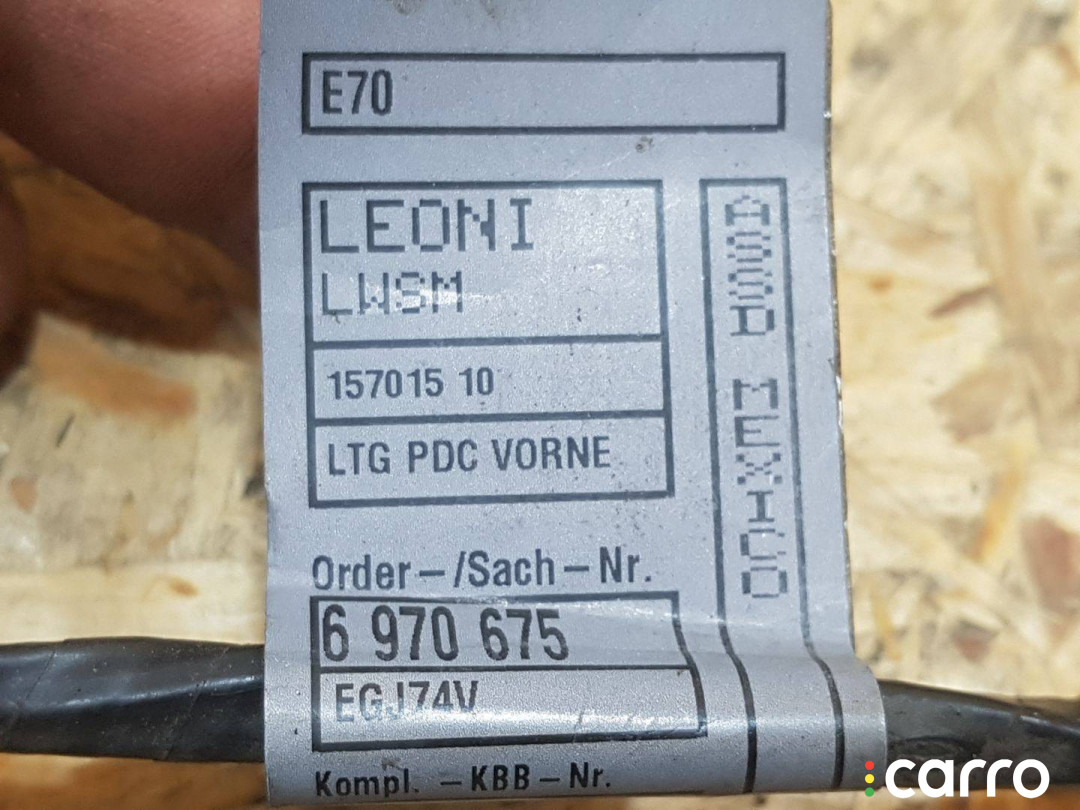 E70
LEONI
LWSM
157015 10
LTG PDC VORNE
ASSD MEXICO
Order-/Sach-Nr.
6 970 675
EGJ74V
Kompl. -KBB-Nr.
carro